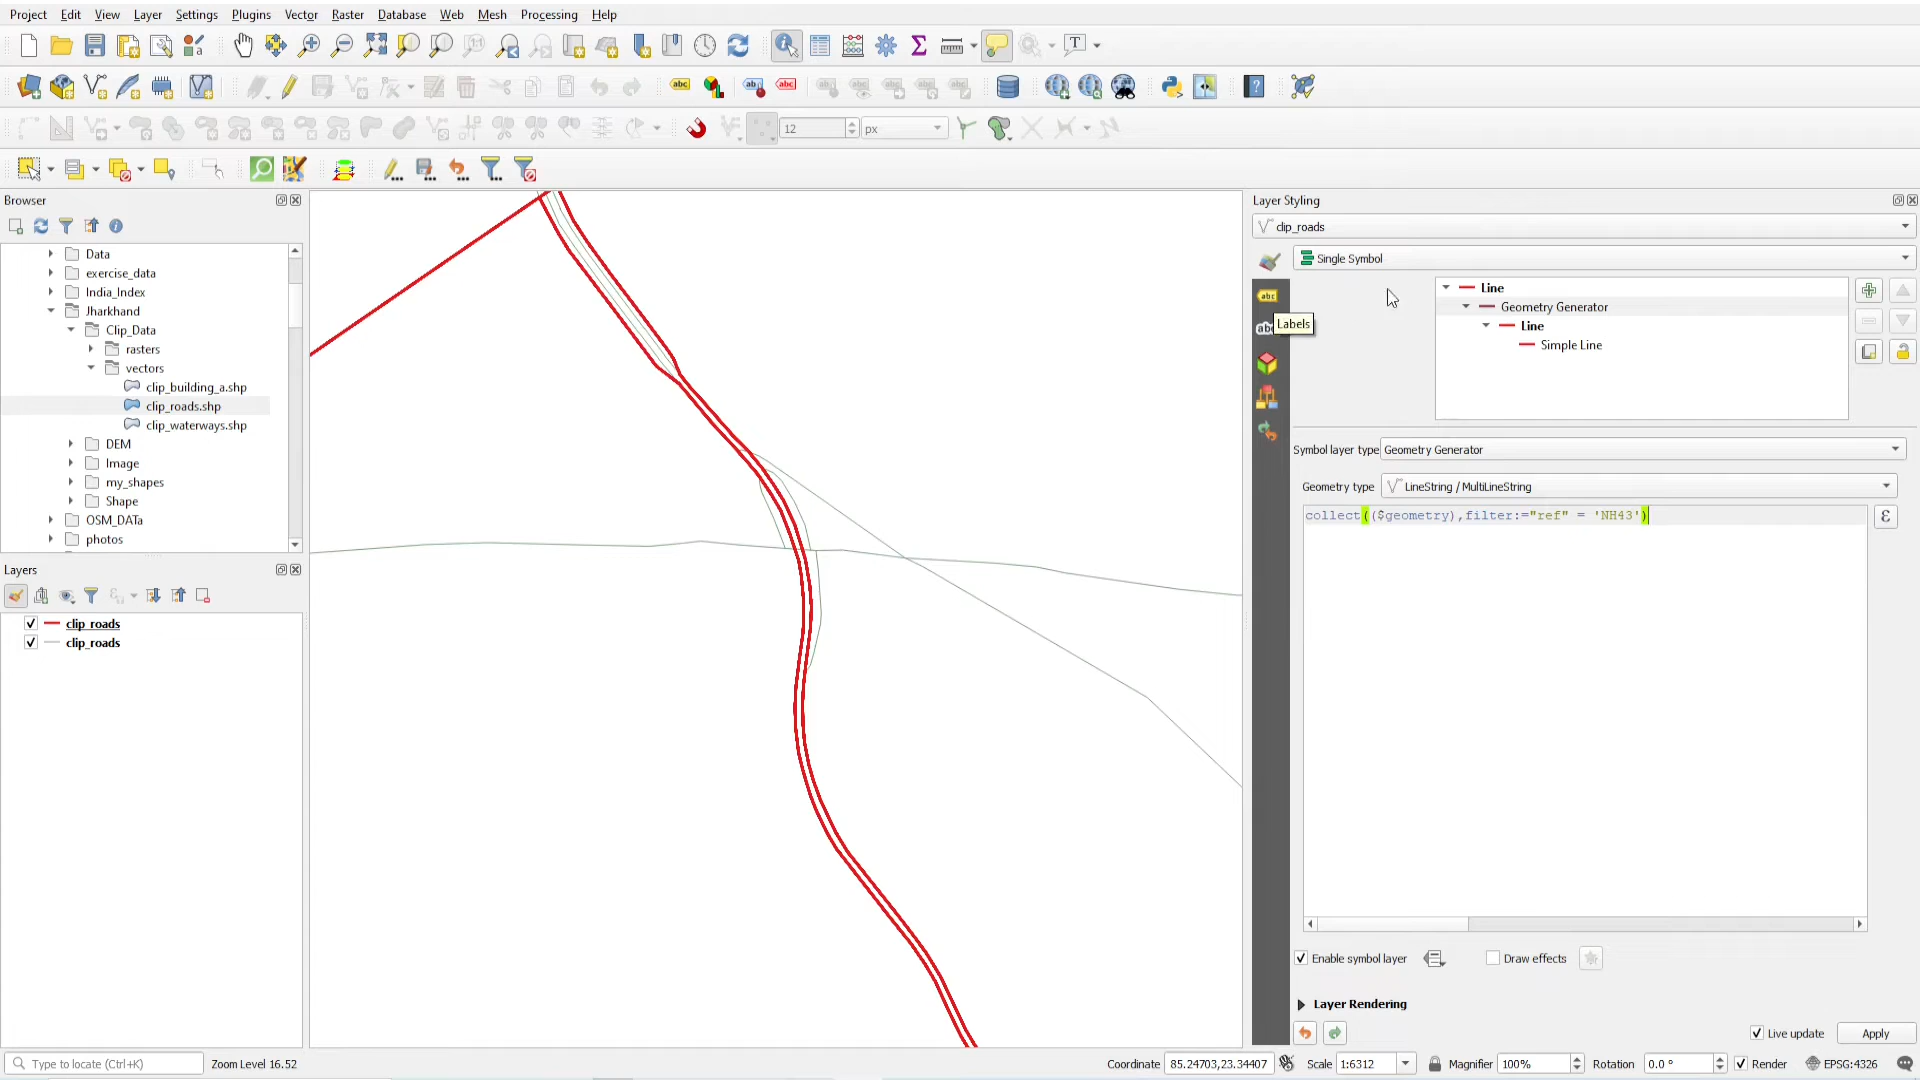 Project Edit View Layer Settings Plugins Vector Raster Database Web Mesh Processing Help
12 px
Browser
Data
exercise_data
India_Index
Jharkhand
Clip_Data
rasters
vectors
clip_building_a.shp
clip_roads.shp
clip_waterways.shp
DEM
Image
my_shapes
Shape
OSM_DATa
photos
Layers
clip_roads
clip_roads
Layer Styling
clip_roads
Single Symbol
Labels
Line
Geometry Generator
Line
Simple Line
Symbol layer type Geometry Generator
Geometry type LineString / MultiLineString
collect(($geometry),filter:="ref" = 'NH43')
ε
Enable symbol layer Draw effects
Layer Rendering
Live update Apply
Type to locate (Ctrl+K) Zoom Level 16.52 Coordinate 85.24703,23.34407 Scale 1:6312 Magnifier 100% Rotation 0.0 ° Render EPSG:4326